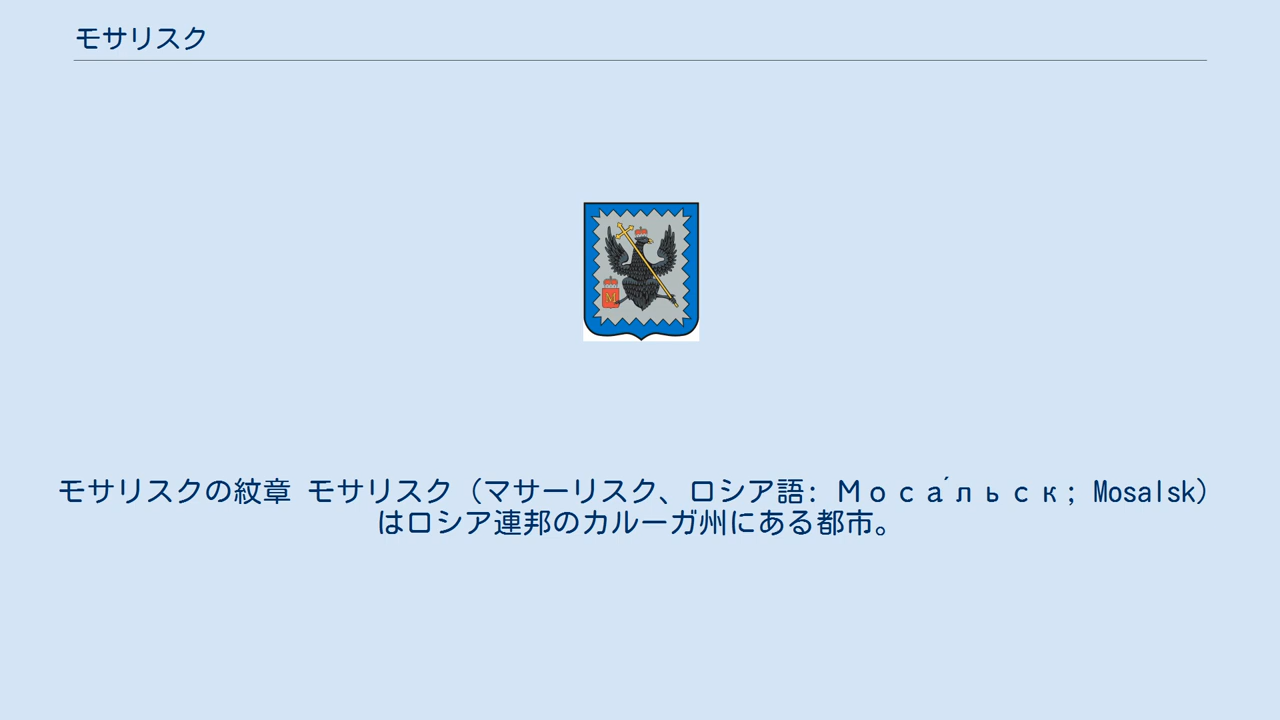 モサリスク
M
モサリスクの紋章 モサリスク（マサーリスク、ロシア語: Моса́льск; Mosalsk）
はロシア連邦のカルーガ州にある都市。